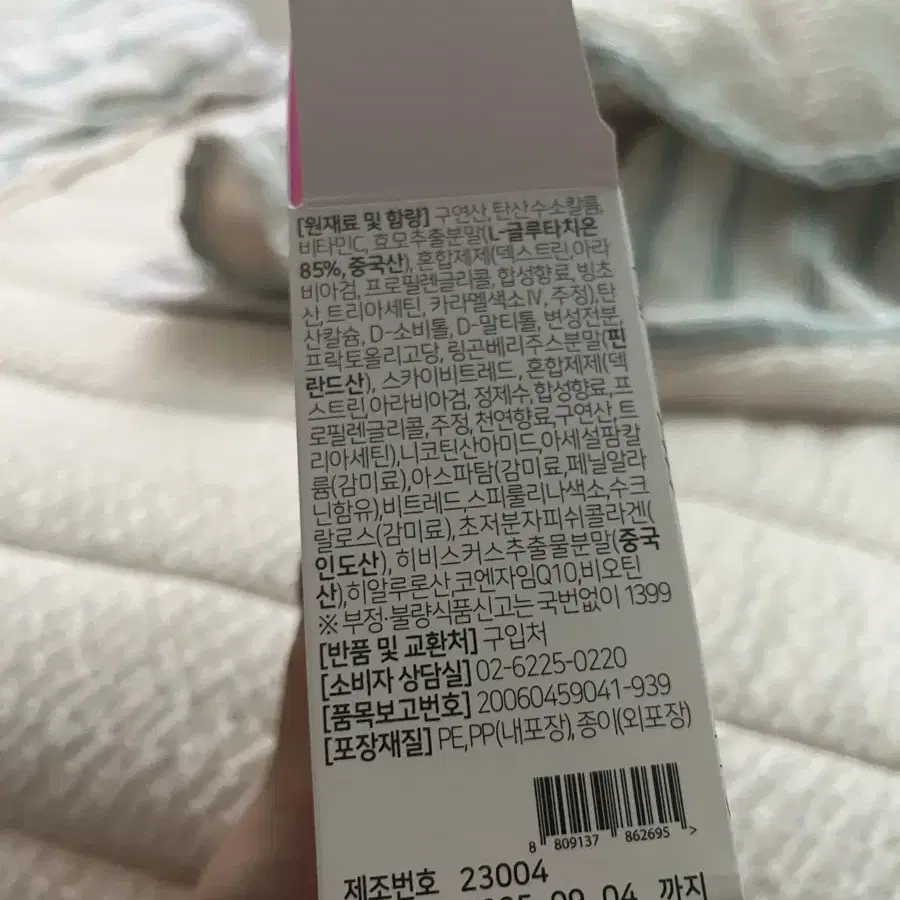 [원재료 및 함량] 구연산, 탄산수소칼륨,
비타민C, 효모추출분말(L-글루타치온
85%, 중국산), 혼합제제(덱스트린,아라
비아검, 프로필렌글리콜, 합성향료, 빙초
산,트리아세틴, 카라멜색소Ⅳ, 주정),탄
산칼슘, D-소비톨, D-말티톨, 변성전분,
프락토올리고당, 링곤베리주스분말(핀
란드산), 스카이비트레드, 혼합제제(덱
스트린,아라비아검, 정제수,합성향료,프
로필렌글리콜,주정,천연향료,구연산,트
리아세틴),니코틴산아미드,아세설팜칼
륨(감미료),아스파탐(감미료,페닐알라
닌함유),비트레드,스피룰리나색소,수크
랄로스(감미료), 초저분자피쉬콜라겐(
인도산), 히비스커스추출물분말(중국
산),히알루론산,코엔자임Q10,비오틴
※ 부정·불량식품신고는 국번없이 1399
[반품 및 교환처] 구입처
[소비자 상담실] 02-6225-0220
[품목보고번호] 20060459041-939
[포장재질] PE,PP(내포장), 종이(외포장)
8 809137 862695 >
제조번호 23004
09.04 까지